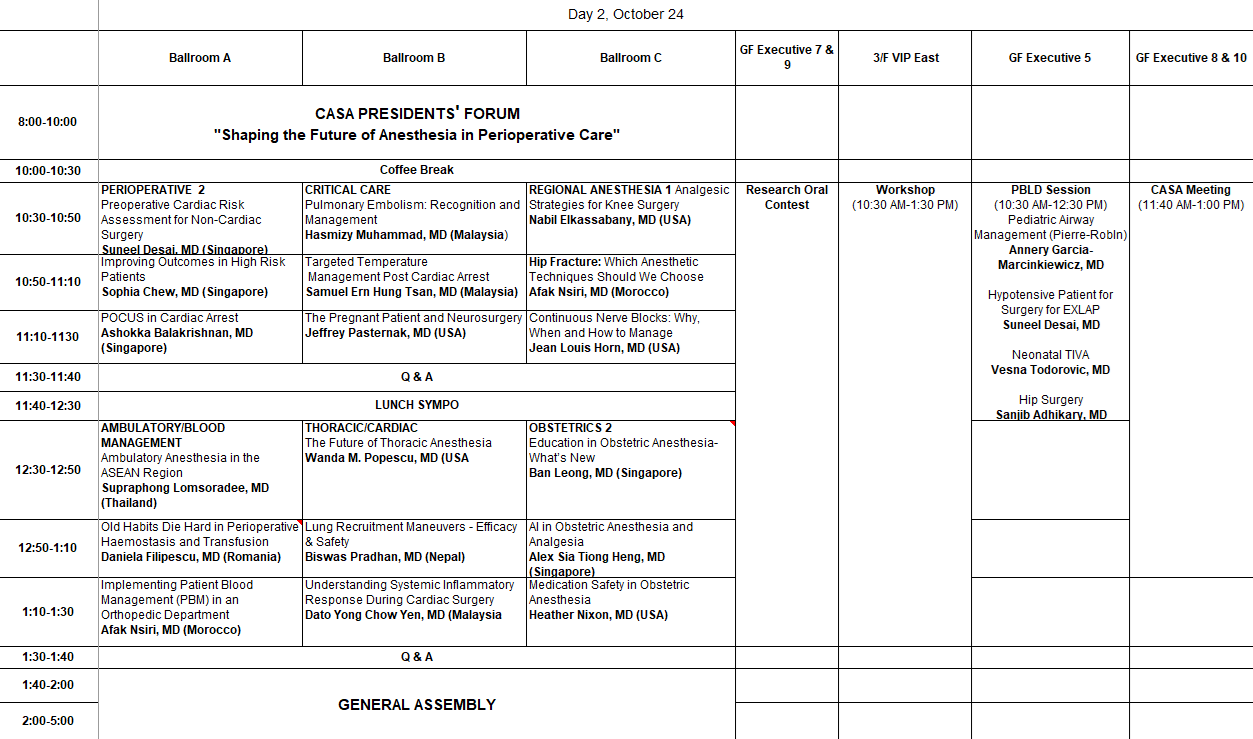 Day 2, October 24
Ballroom A
Ballroom B
Ballroom C
GF Executive 7 &
9
3/F VIP East
GF Executive 5
GF Executive 8 & 10
8:00-10:00
CASA PRESIDENTS' FORUM
"Shaping the Future of Anesthesia in Perioperative Care"
10:00-10:30
Coffee Break
10:30-10:50
PERIOPERATIVE 2
Preoperative Cardiac Risk
Assessment for Non-Cardiac
Surgery
Suneel Desai, MD (Singapore)
CRITICAL CARE
Pulmonary Embolism: Recognition and
Management
Hasmizy Muhammad, MD (Malaysia)
REGIONAL ANESTHESIA 1 Analgesic
Strategies for Knee Surgery
Nabil Elkassabany, MD (USA)
Research Oral
Contest
Workshop
(10:30 AM-1:30 PM)
PBLD Session
(10:30 AM-12:30 PM)
Pediatric Airway
Management (Pierre-Robln)
Annery Garcia-
Marcinkiewicz, MD
Hypotensive Patient for
Surgery for EXLAP
Suneel Desai, MD
Neonatal TIVA
Vesna Todorovic, MD
Hip Surgery
Sanjib Adhikary, MD
CASA Meeting
(11:40 AM-1:00 PM)
10:50-11:10
Improving Outcomes in High Risk
Patients
Sophia Chew, MD (Singapore)
Targeted Temperature
Management Post Cardiac Arrest
Samuel Ern Hung Tsan, MD (Malaysia)
Hip Fracture: Which Anesthetic
Techniques Should We Choose
Afak Nsiri, MD (Morocco)
11:10-1130
POCUS in Cardiac Arrest
Ashokka Balakrishnan, MD
(Singapore)
The Pregnant Patient and Neurosurgery
Jeffrey Pasternak, MD (USA)
Continuous Nerve Blocks: Why,
When and How to Manage
Jean Louis Horn, MD (USA)
11:30-11:40
Q & A
11:40-12:30
LUNCH SYMPO
12:30-12:50
AMBULATORY/BLOOD
MANAGEMENT
Ambulatory Anesthesia in the
ASEAN Region
Supraphong Lomsoradee, MD
(Thailand)
THORACIC/CARDIAC
The Future of Thoracic Anesthesia
Wanda M. Popescu, MD (USA
OBSTETRICS 2
Education in Obstetric Anesthesia-
What's New
Ban Leong, MD (Singapore)
12:50-1:10
Old Habits Die Hard in Perioperative
Haemostasis and Transfusion
Daniela Filipescu, MD (Romania)
Lung Recruitment Maneuvers - Efficacy
& Safety
Biswas Pradhan, MD (Nepal)
AI in Obstetric Anesthesia and
Analgesia
Alex Sia Tiong Heng, MD
(Singapore)
1:10-1:30
Implementing Patient Blood
Management (PBM) in an
Orthopedic Department
Afak Nsiri, MD (Morocco)
Understanding Systemic Inflammatory
Response During Cardiac Surgery
Dato Yong Chow Yen, MD (Malaysia
Medication Safety in Obstetric
Anesthesia
Heather Nixon, MD (USA)
1:30-1:40
Q & A
1:40-2:00
GENERAL ASSEMBLY
2:00-5:00